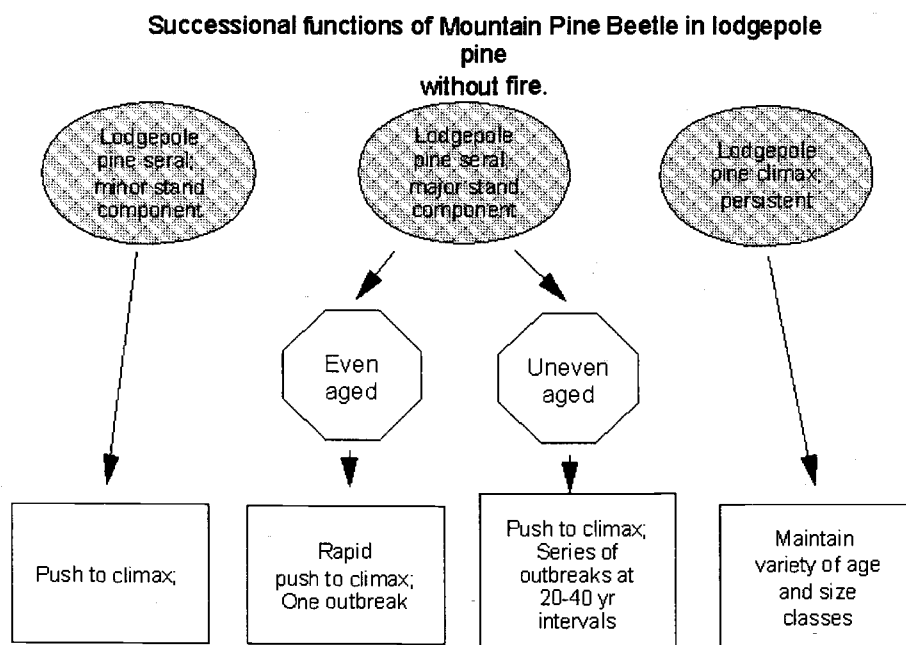 Successional functions of Mountain Pine Beetle in lodgepole
pine
without fire.
Lodgepole
pine seral;
minor stand
component
Lodgepole
pine seral;
major stand
component
Lodgepole
pine climax;
persistent
Even
aged
Uneven
aged
Push to climax;
Rapid
push to climax;
One outbreak
Push to climax;
Series of
outbreaks at
20-40 yr
intervals
Maintain
variety of age
and size
classes